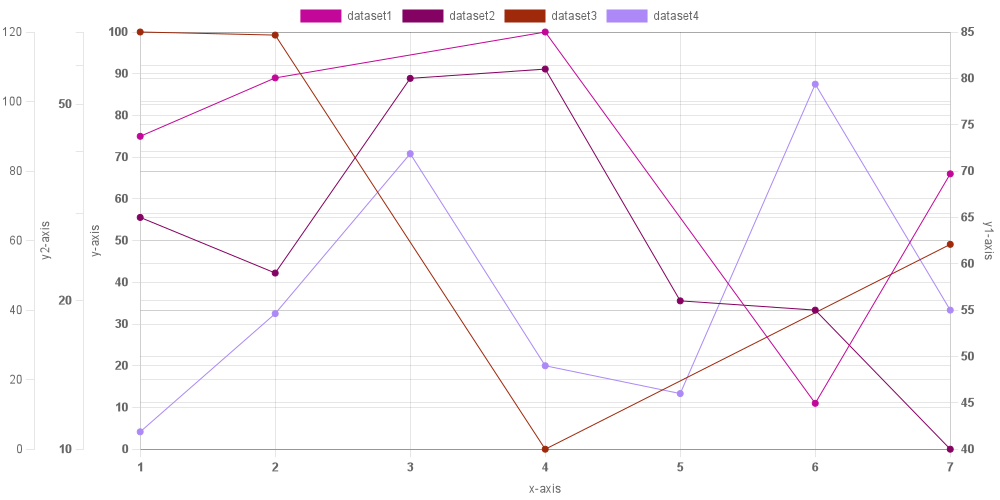 dataset1 dataset2 dataset3 dataset4
120 100 85
90 80
100 50 80 75
70 70
80 60 65
y2-axis y-axis y1-axis
60 50 60
40 20 40 55
30 50
20 20 45
10
0 10 0 40
1 2 3 4 5 6 7
x-axis